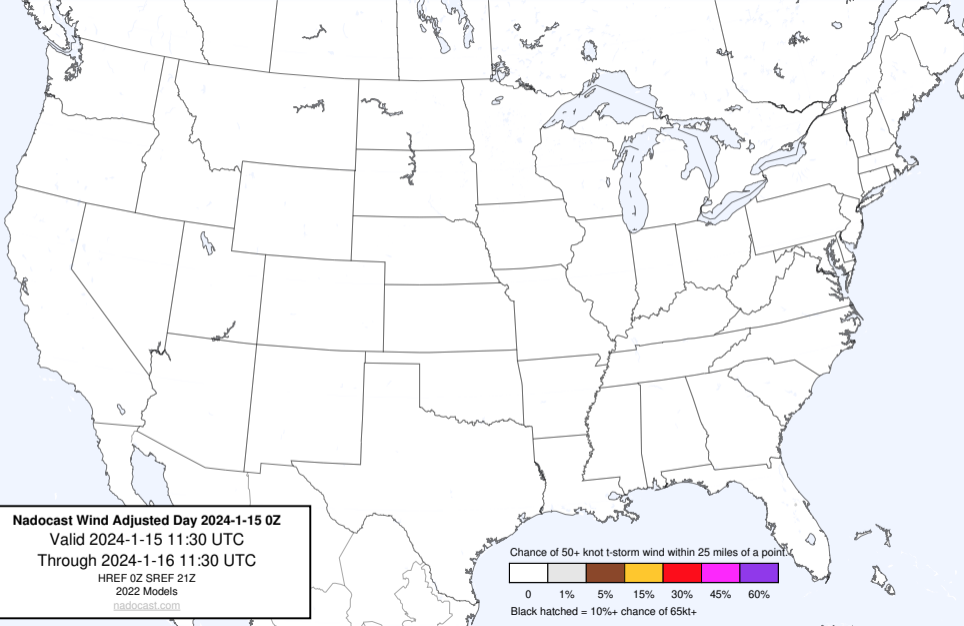 Nadocast Wind Adjusted Day 2024-1-15 0Z
Valid 2024-1-15 11:30 UTC
Through 2024-1-16 11:30 UTC
HREF 0Z SREF 21Z
2022 Models
nadocast.com
Chance of 50+ knot t-storm wind within 25 miles of a point.
0 1% 5% 15% 30% 45% 60%
Black hatched = 10%+ chance of 65kt+